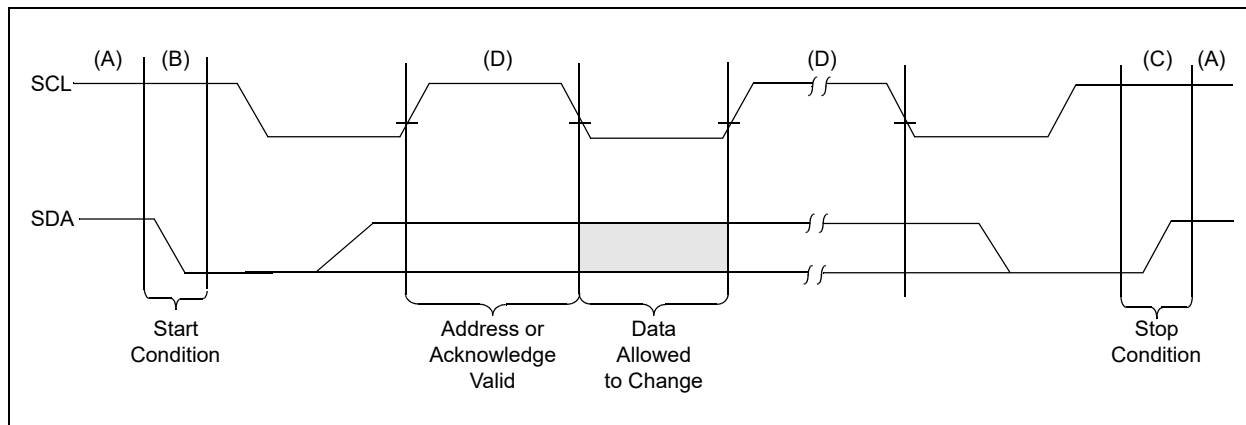 (A) (B) (D) (D) (C) (A)
SCL
SDA
Start
Condition
Address or
Acknowledge
Valid
Data
Allowed
to Change
Stop
Condition